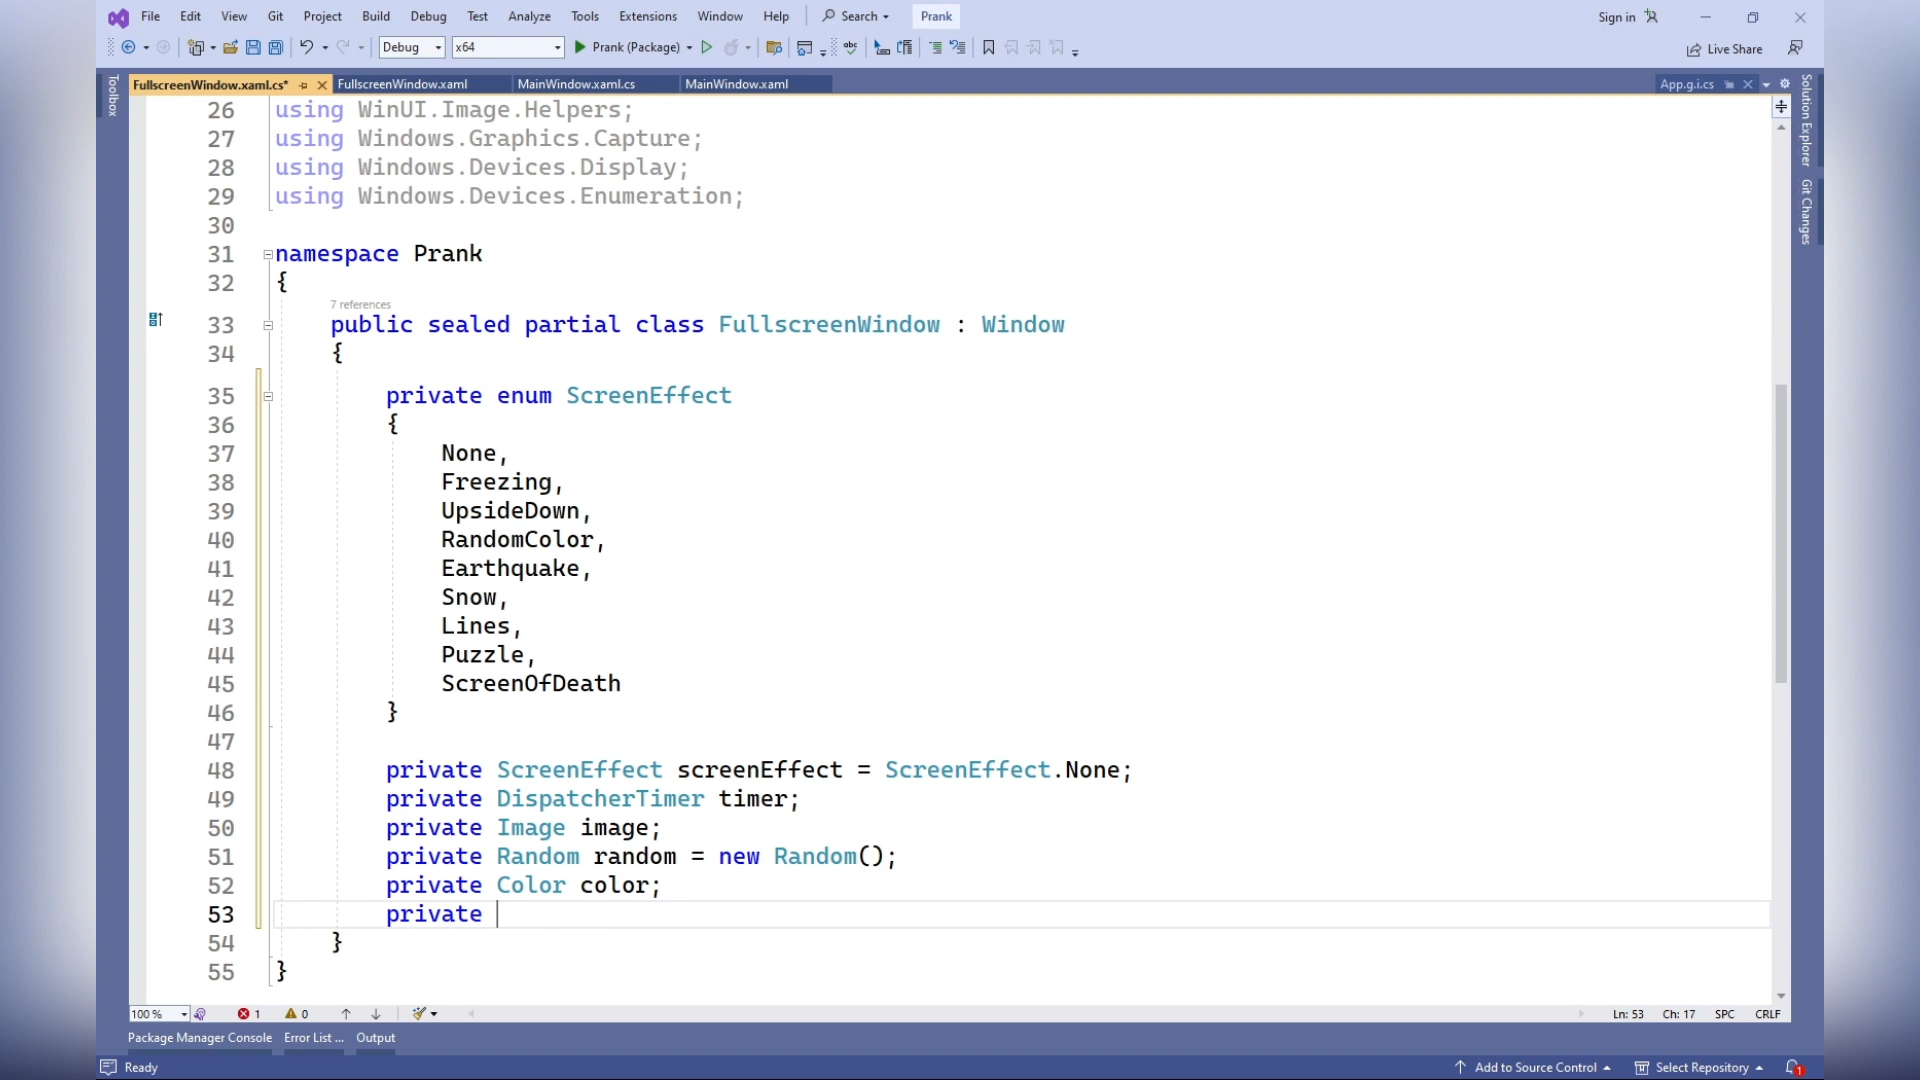 File Edit View Git Project Build Debug Test Analyze Tools Extensions Window Help Search Prank Sign in
Debug x64 Prank (Package) Live Share
FullscreenWindow.xaml.cs* FullscreenWindow.xaml MainWindow.xaml.cs MainWindow.xaml App.g.i.cs
Toolbox
Solution Explorer
Git Changes
26 using WinUI.Image.Helpers;
27 using Windows.Graphics.Capture;
28 using Windows.Devices.Display;
29 using Windows.Devices.Enumeration;
30
31 namespace Prank
32 {
7 references
33 public sealed partial class FullscreenWindow : Window
34 {
35 private enum ScreenEffect
36 {
37 None,
38 Freezing,
39 UpsideDown,
40 RandomColor,
41 Earthquake,
42 Snow,
43 Lines,
44 Puzzle,
45 ScreenOfDeath
46 }
47
48 private ScreenEffect screenEffect = ScreenEffect.None;
49 private DispatcherTimer timer;
50 private Image image;
51 private Random random = new Random();
52 private Color color;
53 private
54 }
55 }
100 % 1 0 Ln: 53 Ch: 17 SPC CRLF
Package Manager Console Error List ... Output
Ready Add to Source Control Select Repository 1